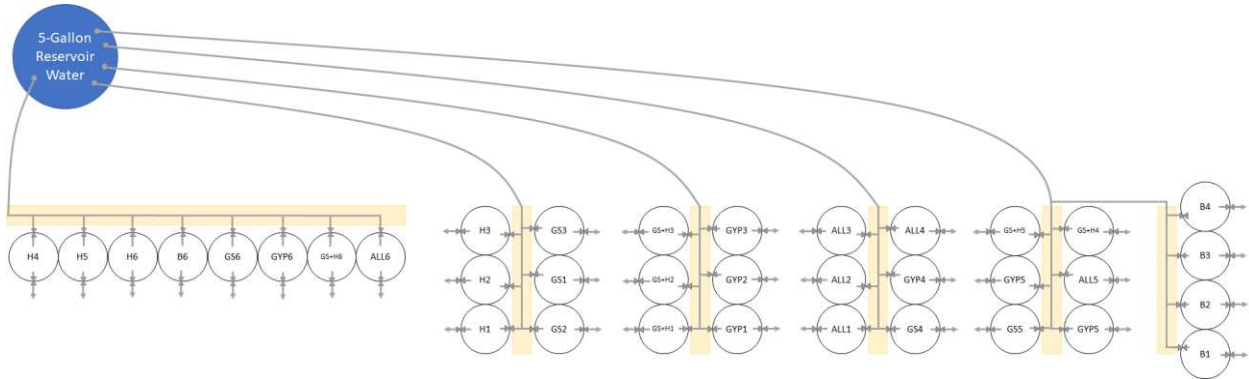 5-Gallon
Reservoir
Water
H4 H5 H6 B6 GS6 GYP6 GS+H6 ALL6
H3 GS3
H2 GS1
H1 GS2
GS+H3 GYP3
GS+H2 GYP2
GS+H1 GYP1
ALL3 ALL4
ALL2 GYP4
ALL1 GS4
GS+H5 GS+H4
GYP5 ALL5
GS5 GYP5
B4
B3
B2
B1